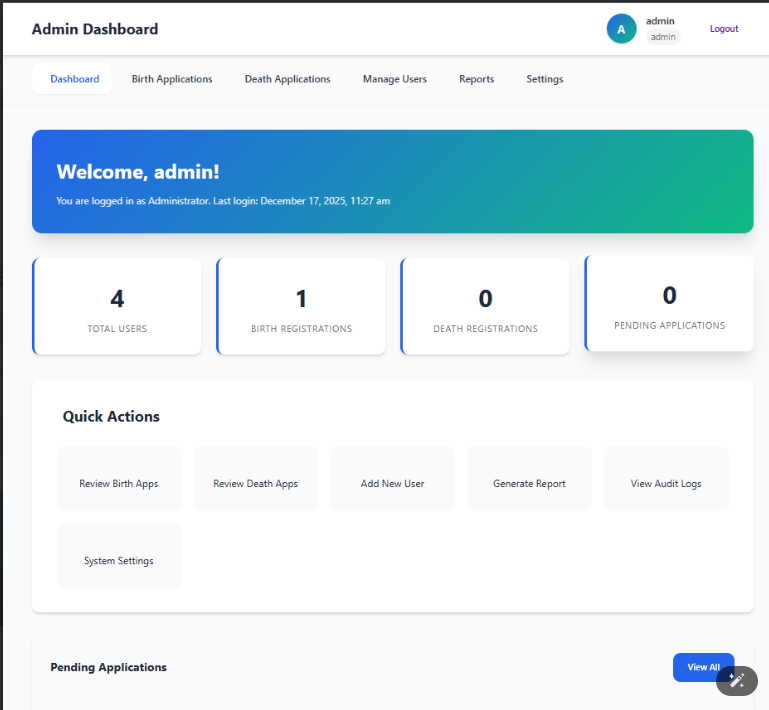 Admin Dashboard
A
admin
admin
Logout
Dashboard
Birth Applications
Death Applications
Manage Users
Reports
Settings
Welcome, admin!
You are logged in as Administrator. Last login: December 17, 2025, 11:27 am
4
TOTAL USERS
1
BIRTH REGISTRATIONS
0
DEATH REGISTRATIONS
0
PENDING APPLICATIONS
Quick Actions
Review Birth Apps
Review Death Apps
Add New User
Generate Report
View Audit Logs
System Settings
Pending Applications
View All